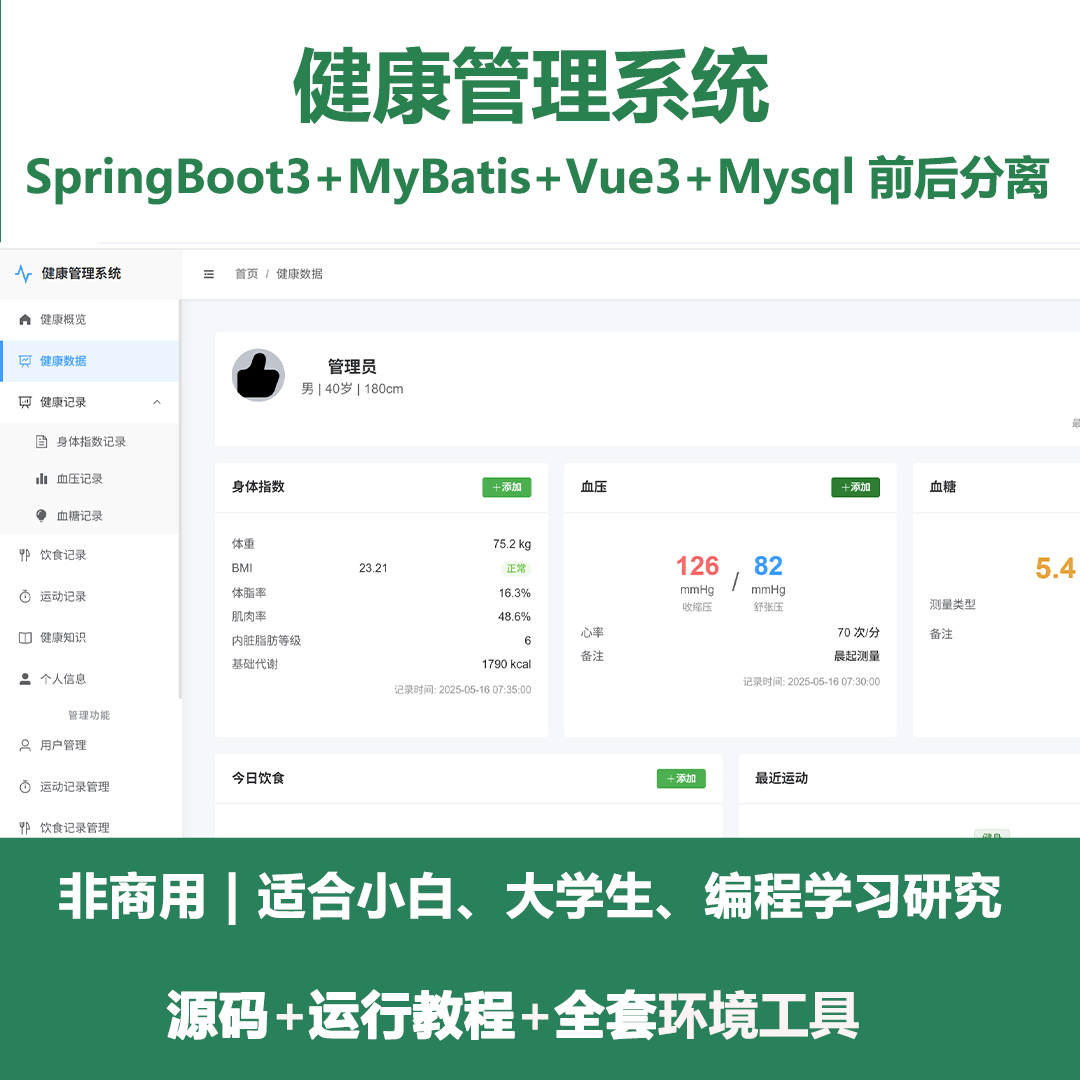 健康管理系统
SpringBoot3+MyBatis+Vue3+Mysql 前后分离
健康管理系统
首页 / 健康数据
健康概览
健康数据
健康记录
身体指数记录
血压记录
血糖记录
饮食记录
运动记录
健康知识
个人信息
管理功能
用户管理
运动记录管理
饮食记录管理
管理员
男 | 40岁 | 180cm
最
身体指数
+添加
体重 75.2 kg
BMI 23.21 正常
体脂率 16.3%
肌肉率 48.6%
内脏脂肪等级 6
基础代谢 1790 kcal
记录时间: 2025-05-16 07:35:00
血压
+添加
126 / 82
mmHg mmHg
收缩压 舒张压
心率 70 次/分
备注 晨起测量
记录时间: 2025-05-16 07:30:00
血糖
5.4
测量类型
备注
今日饮食
+添加
最近运动
健身
非商用 | 适合小白、大学生、编程学习研究
源码+运行教程+全套环境工具